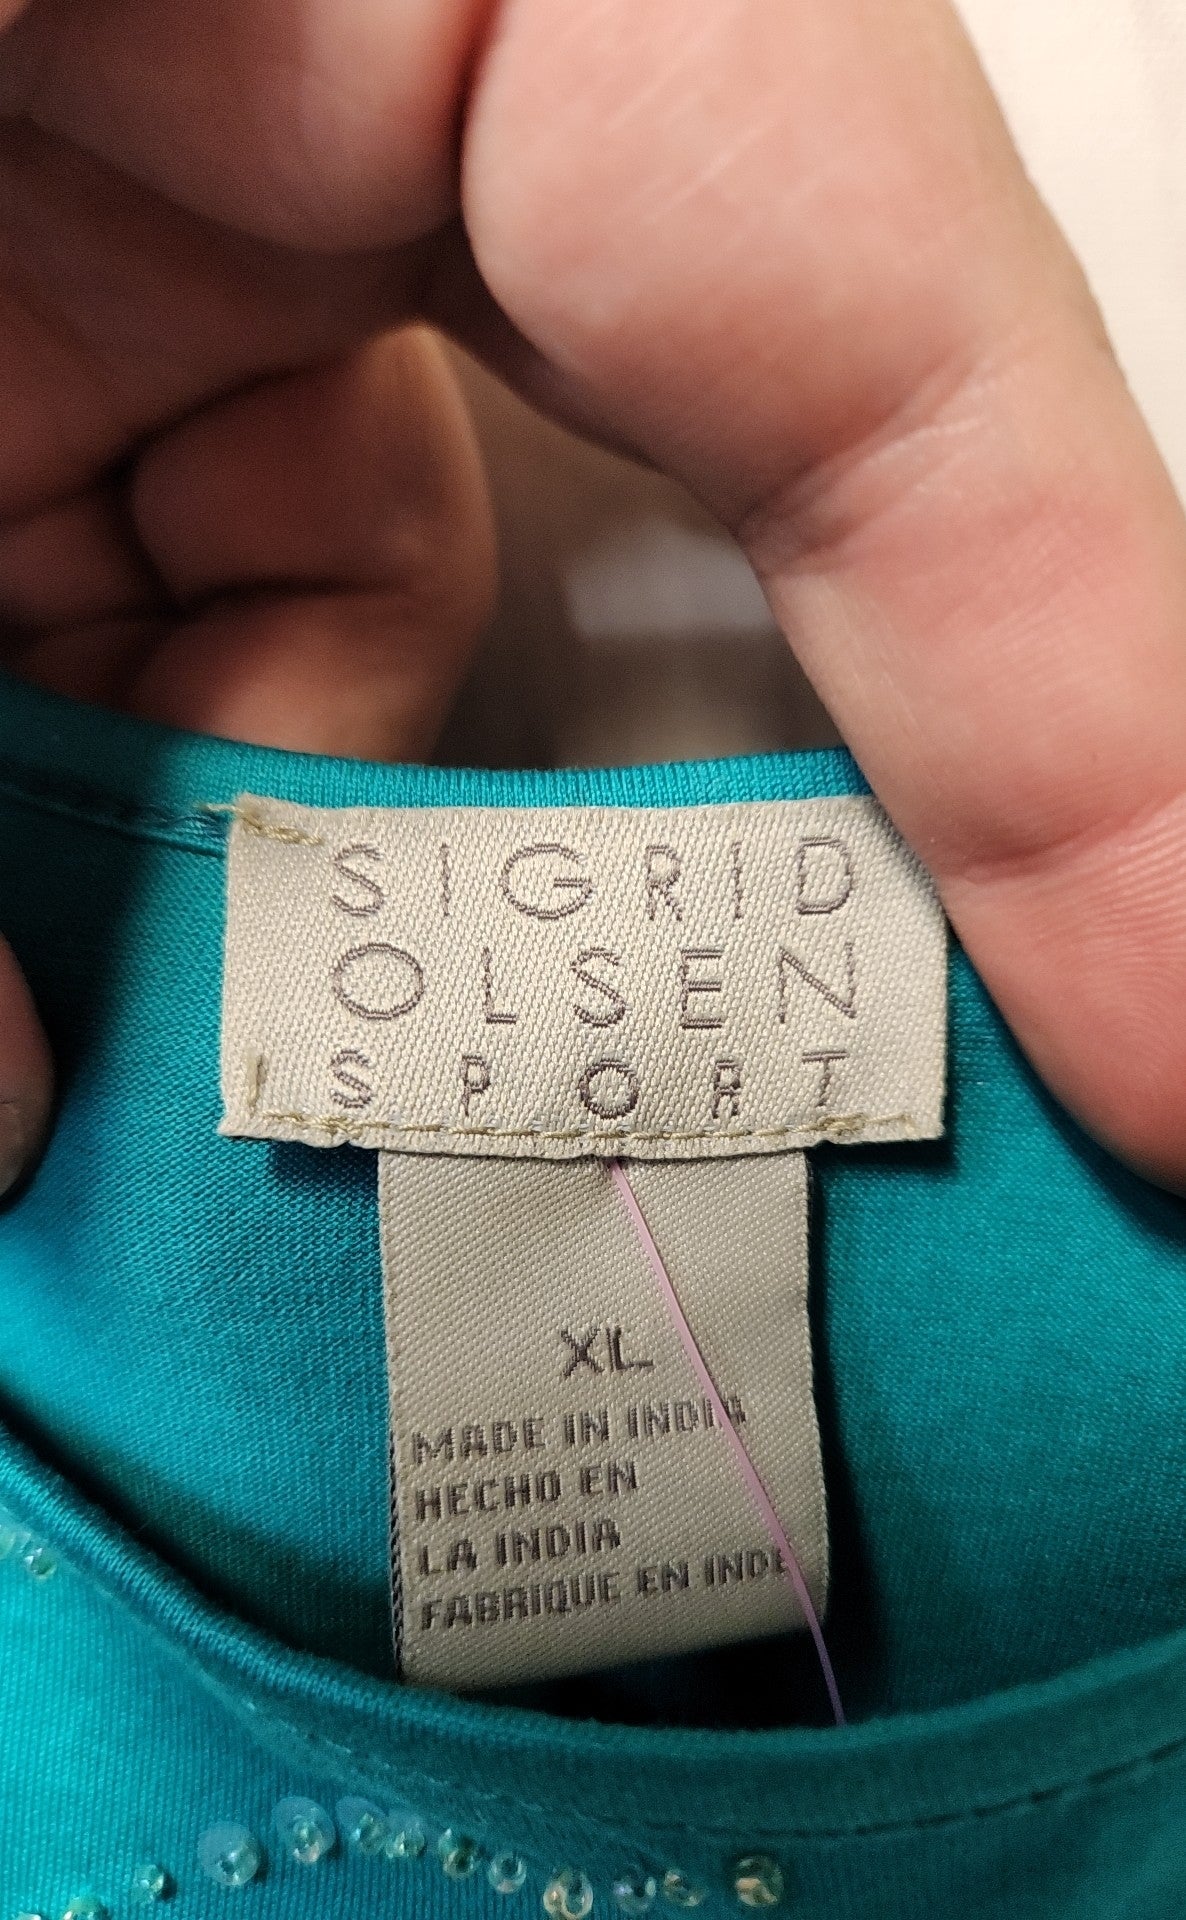 SIGRID
OLSEN
SPORT
XL
MADE IN INDIA
HECHO EN
LA INDIA
FABRIQUE EN INDE